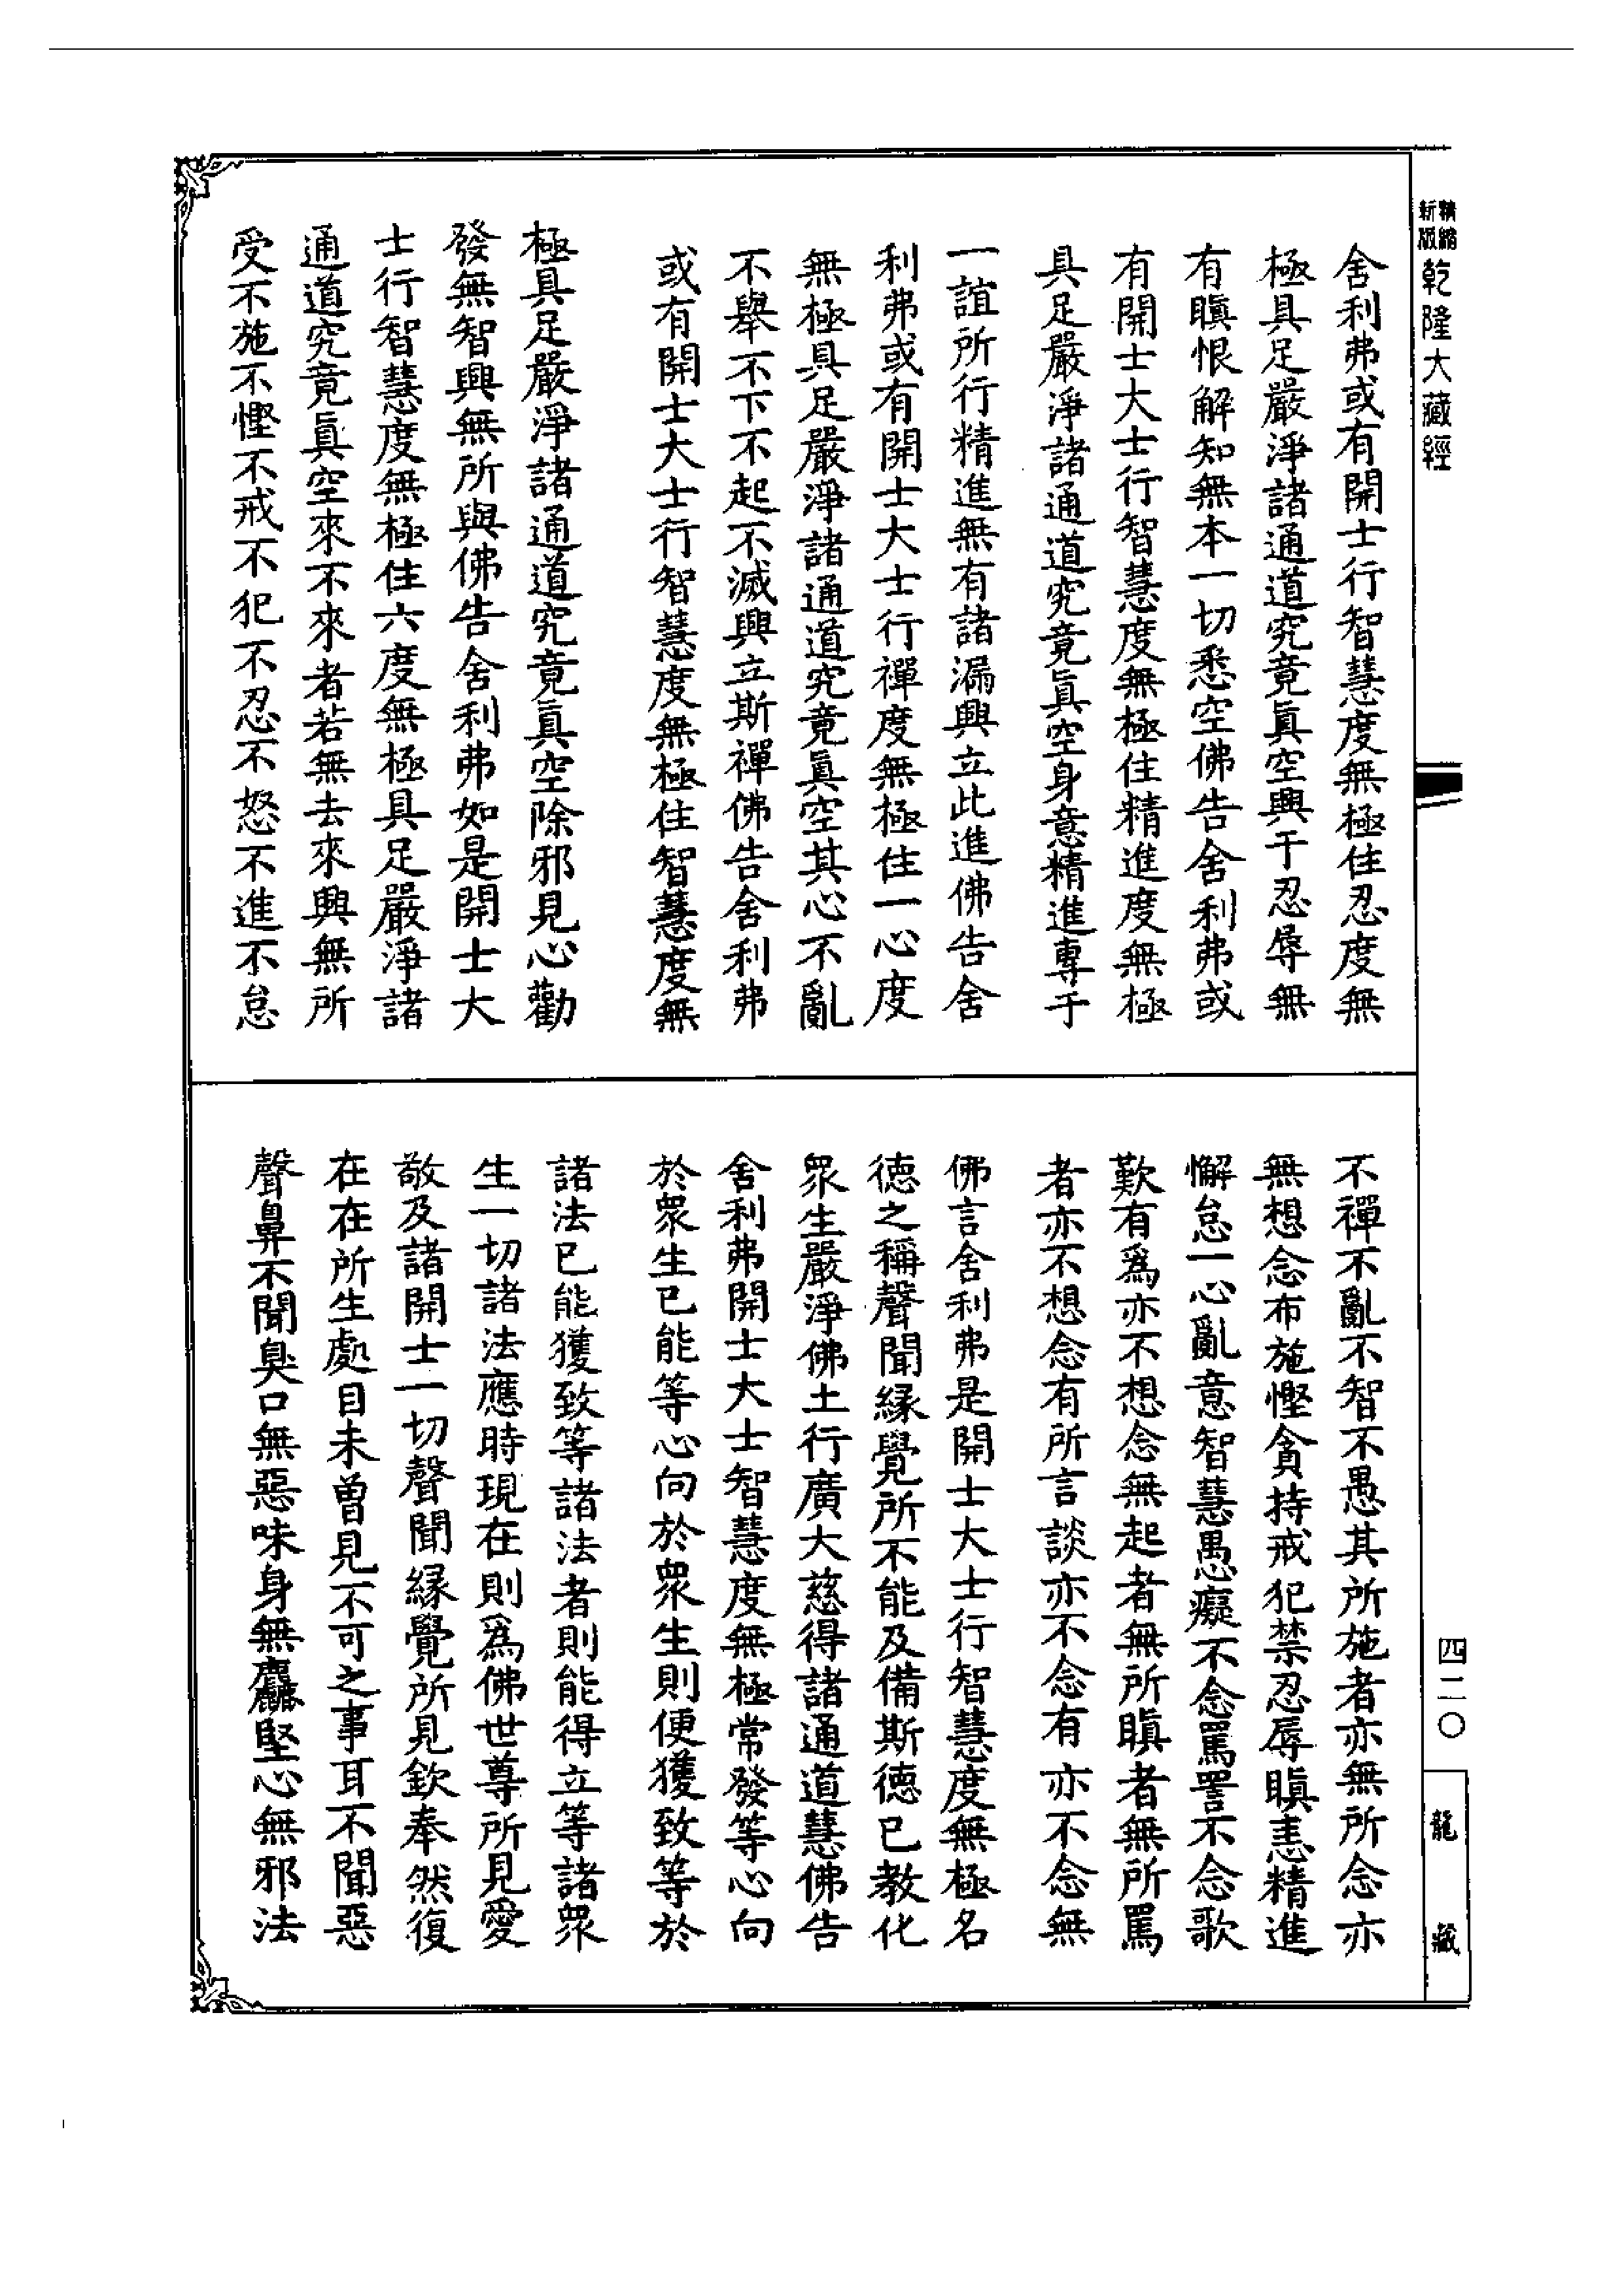 精縮新版乾隆大藏經
舍利弗或有開士行智慧度無極住忍度無
極具足嚴淨諸通道究竟眞空興于忍辱無
有瞋恨解知無本一切悉空佛告舍利弗或
有開士大士行智慧度無極住精進度無極
具足嚴淨諸通道究竟眞空身意精進專于
一誼所行精進無有諸漏興立此進佛告舍
利弗或有開士大士行禪度無極住一心度
無極具足嚴淨諸通道究竟眞空其心不亂
不舉不下不起不滅興立斯禪佛告舍利弗
或有開士大士行智慧度無極住智慧度無
極具足嚴淨諸通道究竟眞空除邪見心勸
發無智興無所與佛告舍利弗如是開士大
士行智慧度無極住六度無極具足嚴淨諸
通道究竟眞空來不來者若無去來興無所
受不施不慳不戒不犯不忍不怒不進不怠
不禪不亂不智不愚其所施者亦無所念亦
無想念布施慳貪持戒犯禁忍辱瞋恚精進
懈怠一心亂意智慧愚癡不念罵詈不念歌
歎有爲亦不想念無起者無所瞋者無所罵
者亦不想念有所言談亦不念有亦不念無
佛言舍利弗是開士大士行智慧度無極名
德之稱聲聞緣覺所不能及備斯德已教化
眾生嚴淨佛土行廣大慈得諸通道慧佛告
舍利弗開士大士智慧度無極常發等心向
於眾生已能等心向於眾生則便獲致等於
諸法已能獲致等諸法者則能得立等諸眾
生一切諸法應時現在則爲佛世尊所見愛
敬及諸開士一切聲聞緣覺所見欽奉然復
在在所生處目未曾見不可之事耳不聞惡
聲鼻不聞臭口無惡味身無麤堅心無邪法
四二〇
龍藏